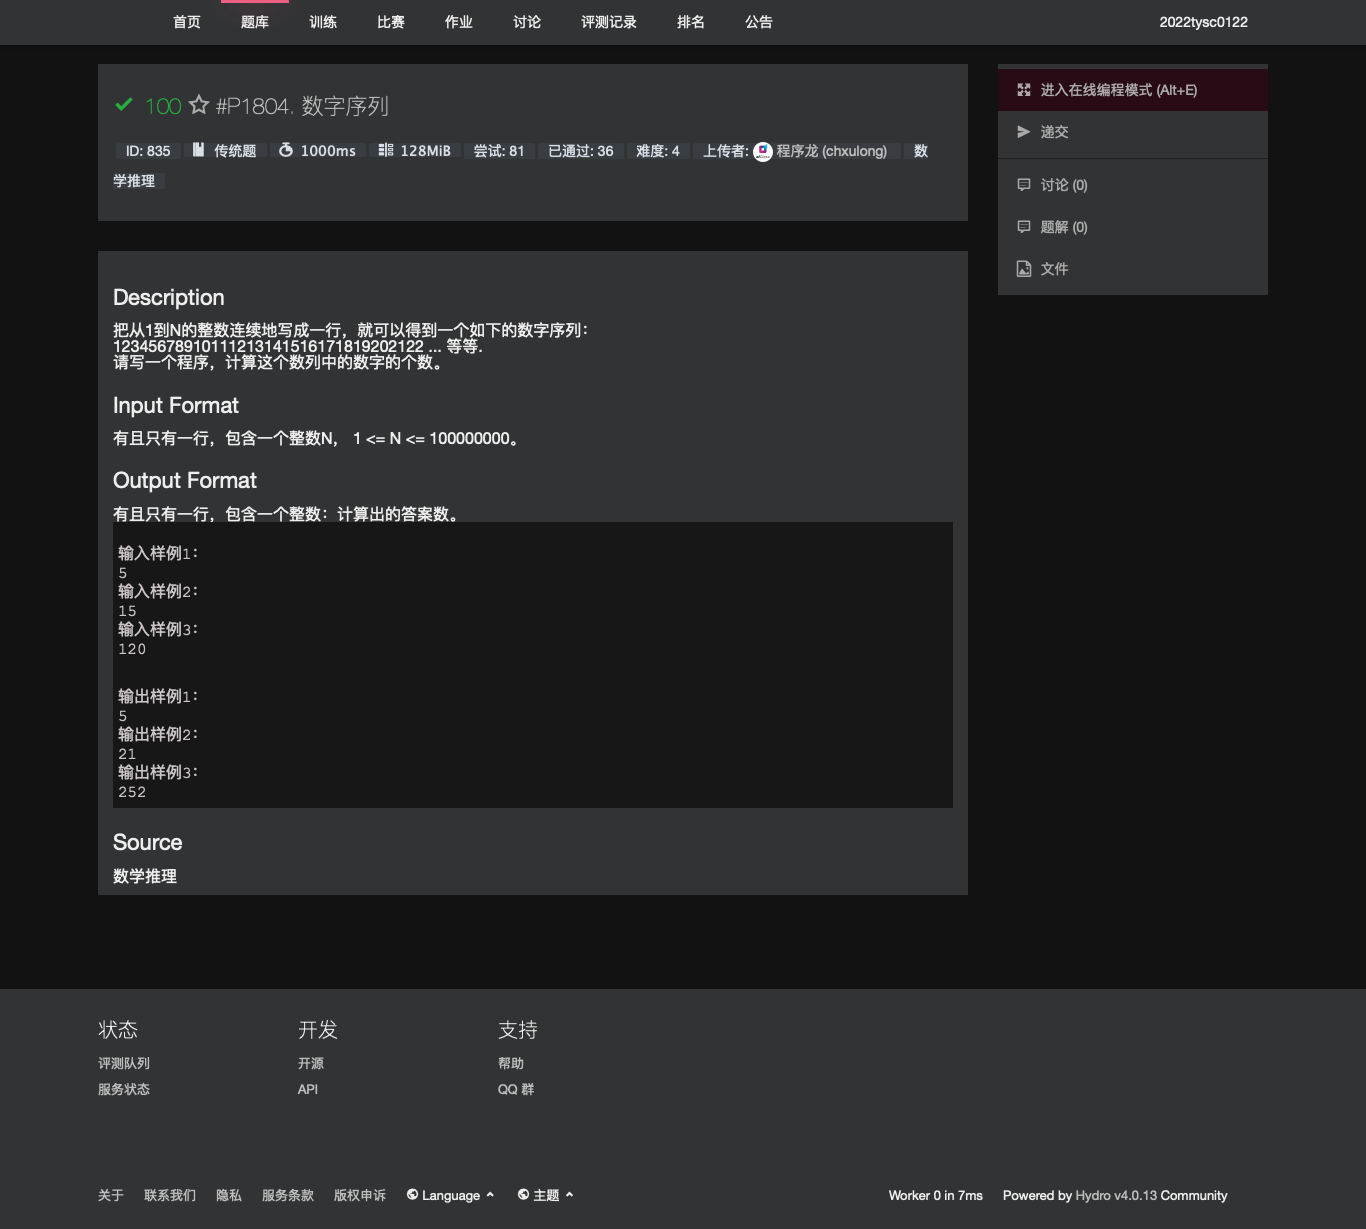 首页 题库 训练 比赛 作业 讨论 评测记录 排名 公告 2022tysc0122
100 #P1804. 数字序列
ID: 835 传统题 1000ms 128MiB 尝试: 81 已通过: 36 难度: 4 上传者: 程序龙 (chxulong) 数
学推理
进入在线编程模式 (Alt+E)
递交
讨论 (0)
题解 (0)
文件
Description
把从1到N的整数连续地写成一行，就可以得到一个如下的数字序列：
12345678910111213141516171819202122 ... 等等.
请写一个程序，计算这个数列中的数字的个数。
Input Format
有且只有一行，包含一个整数N， 1 <= N <= 100000000。
Output Format
有且只有一行，包含一个整数：计算出的答案数。
输入样例1：
5
输入样例2：
15
输入样例3：
120
输出样例1：
5
输出样例2：
21
输出样例3：
252
Source
数学推理
状态 开发 支持
评测队列 开源 帮助
服务状态 API QQ 群
关于 联系我们 隐私 服务条款 版权申诉 Language 主题 Worker 0 in 7ms Powered by Hydro v4.0.13 Community